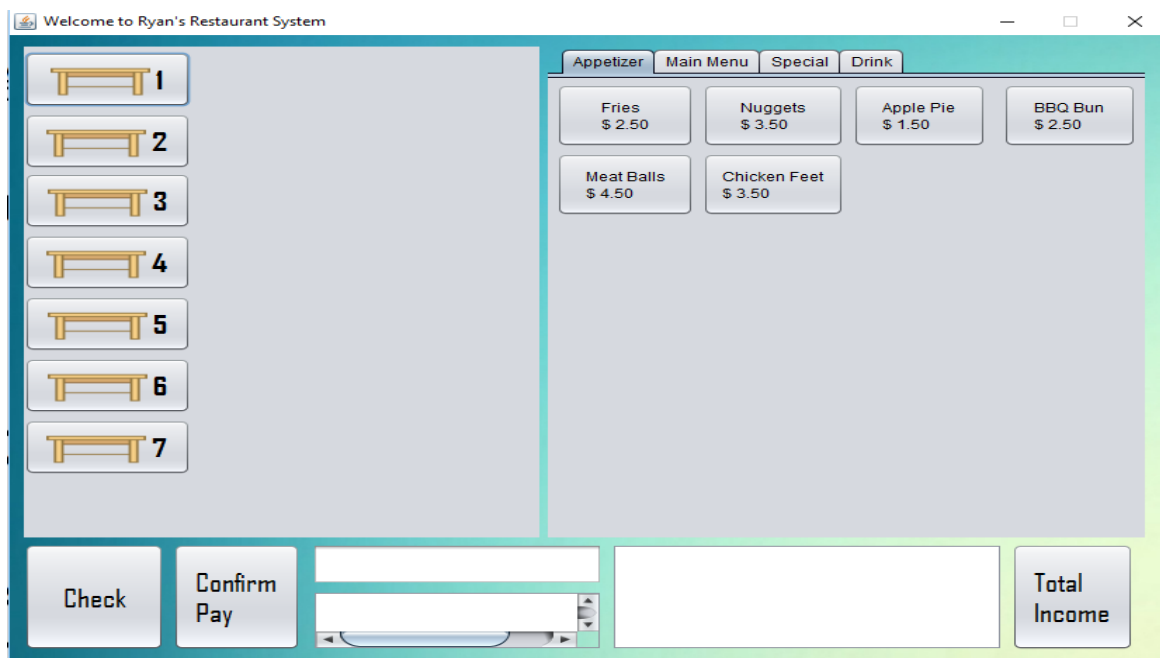 Welcome to Ryan's Restaurant System
1
2
3
4
5
6
7
Appetizer Main Menu Special Drink
Fries
$ 2.50
Nuggets
$ 3.50
Apple Pie
$ 1.50
BBQ Bun
$ 2.50
Meat Balls
$ 4.50
Chicken Feet
$ 3.50
Check
Confirm
Pay
Total
Income